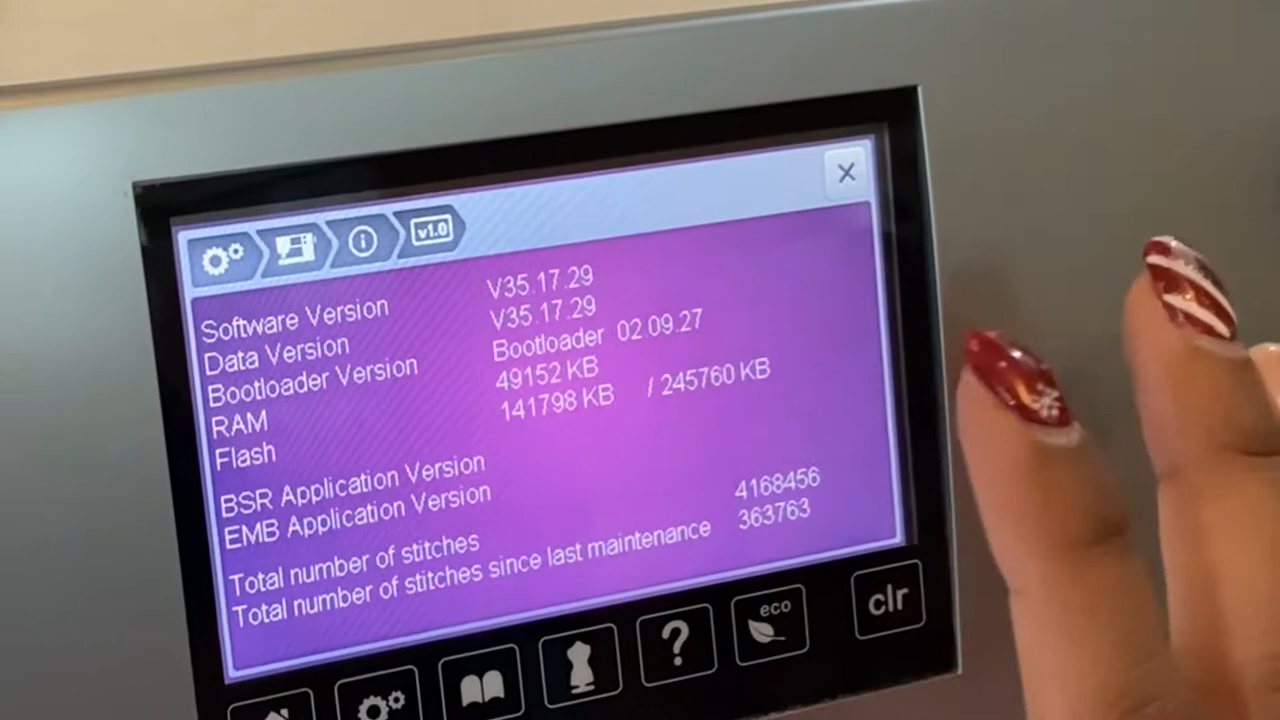 v1.0
Software Version V35.17.29
Data Version V35.17.29
Bootloader Version Bootloader 02.09.27
RAM 49152 KB
Flash 141798 KB / 245760 KB
BSR Application Version
EMB Application Version
Total number of stitches 4168456
Total number of stitches since last maintenance 363763
?
eco
clr